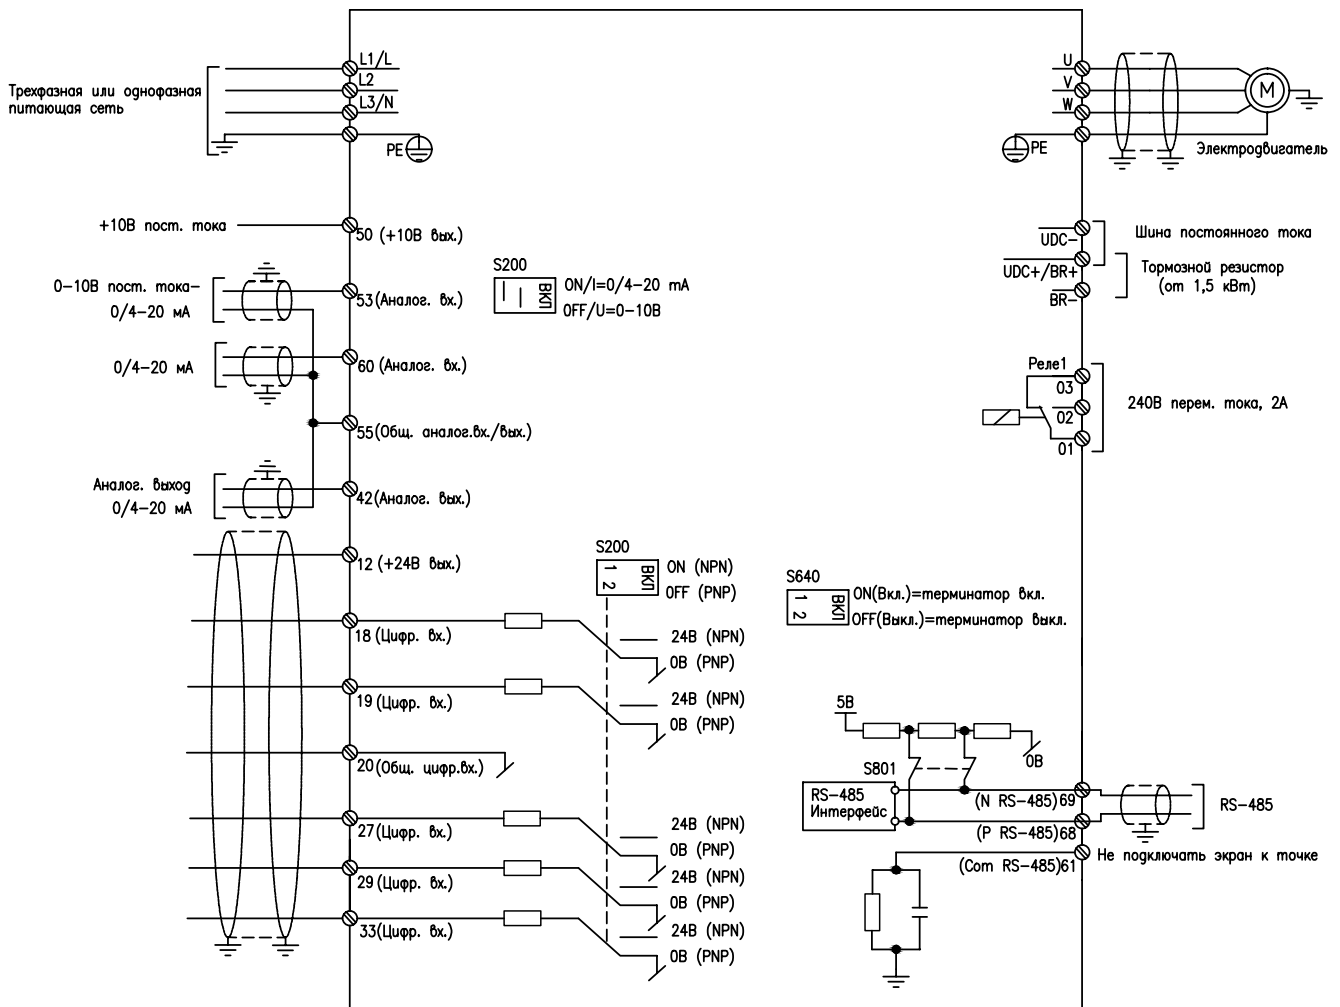 Трехфазная или однофазная
питающая сеть
L1/L
L2
L3/N
PE
U
V
W
M
PE
Электродвигатель
+10В пост. тока
50 (+10В вых.)
0-10В пост. тока-
0/4-20 мА
53(Аналог. вх.)
S200
ВКЛ
ON/I=0/4-20 mA
OFF/U=0-10В
0/4-20 мА
60 (Аналог. вх.)
55(Общ. аналог.вх./вых.)
Аналог. выход
0/4-20 мА
42(Аналог. вых.)
UDC-
Шина постоянного тока
UDC+/BR+
BR-
Тормозной резистор
(от 1,5 кВт)
Реле1
03
02
01
240В перем. тока, 2А
12 (+24В вых.)
S200
1
2
ВКЛ
ON (NPN)
OFF (PNP)
S640
1
2
ВКЛ
ON(Вкл.)=терминатор вкл.
OFF(Выкл.)=терминатор выкл.
18 (Цифр. вх.)
24В (NPN)
0В (PNP)
19 (Цифр. вх.)
24В (NPN)
0В (PNP)
20(Общ. цифр.вх.)
27(Цифр. вх.)
24В (NPN)
0В (PNP)
29 (Цифр. вх.)
24В (NPN)
0В (PNP)
33(Цифр. вх.)
24В (NPN)
0В (PNP)
5В
0В
S801
RS-485
Интерфейс
(N RS-485)69
(P RS-485)68
RS-485
(Com RS-485)61
Не подключать экран к точке